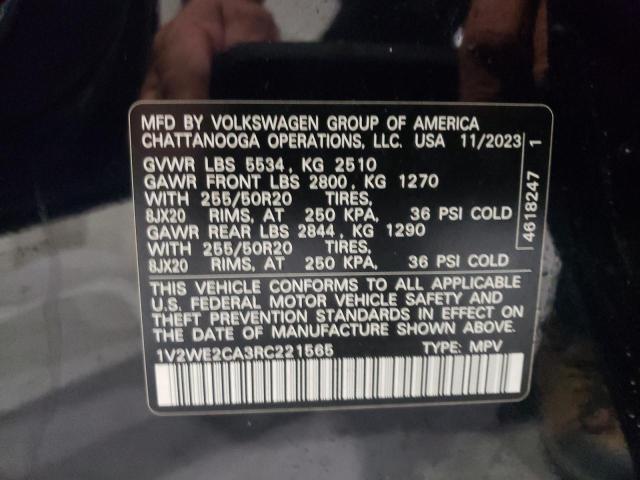 MFD BY VOLKSWAGEN GROUP OF AMERICA
CHATTANOOGA OPERATIONS, LLC. USA 11/2023
GVWR LBS 5534, KG 2510
GAWR FRONT LBS 2800, KG 1270
WITH 255/50R20 TIRES,
8JX20 RIMS, AT 250 KPA, 36 PSI COLD
GAWR REAR LBS 2844, KG 1290
WITH 255/50R20 TIRES,
8JX20 RIMS, AT 250 KPA, 36 PSI COLD
THIS VEHICLE CONFORMS TO ALL APPLICABLE
U.S. FEDERAL MOTOR VEHICLE SAFETY AND
THEFT PREVENTION STANDARDS IN EFFECT ON
THE DATE OF MANUFACTURE SHOWN ABOVE.
1V2WE2CA3RC221565 TYPE: MPV
4618247 1